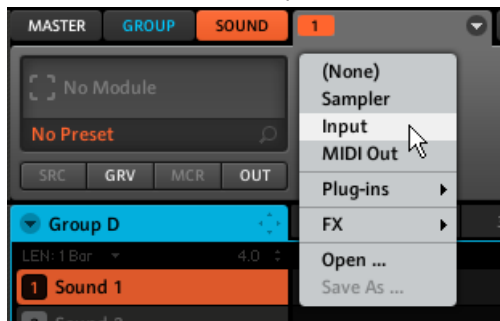 MASTER GROUP SOUND 1
No Module
No Preset
SRC GRV MCR OUT
(None)
Sampler
Input
MIDI Out
Plug-ins
FX
Open ...
Save As ...
Group D
LEN: 1 Bar 4.0
1 Sound 1